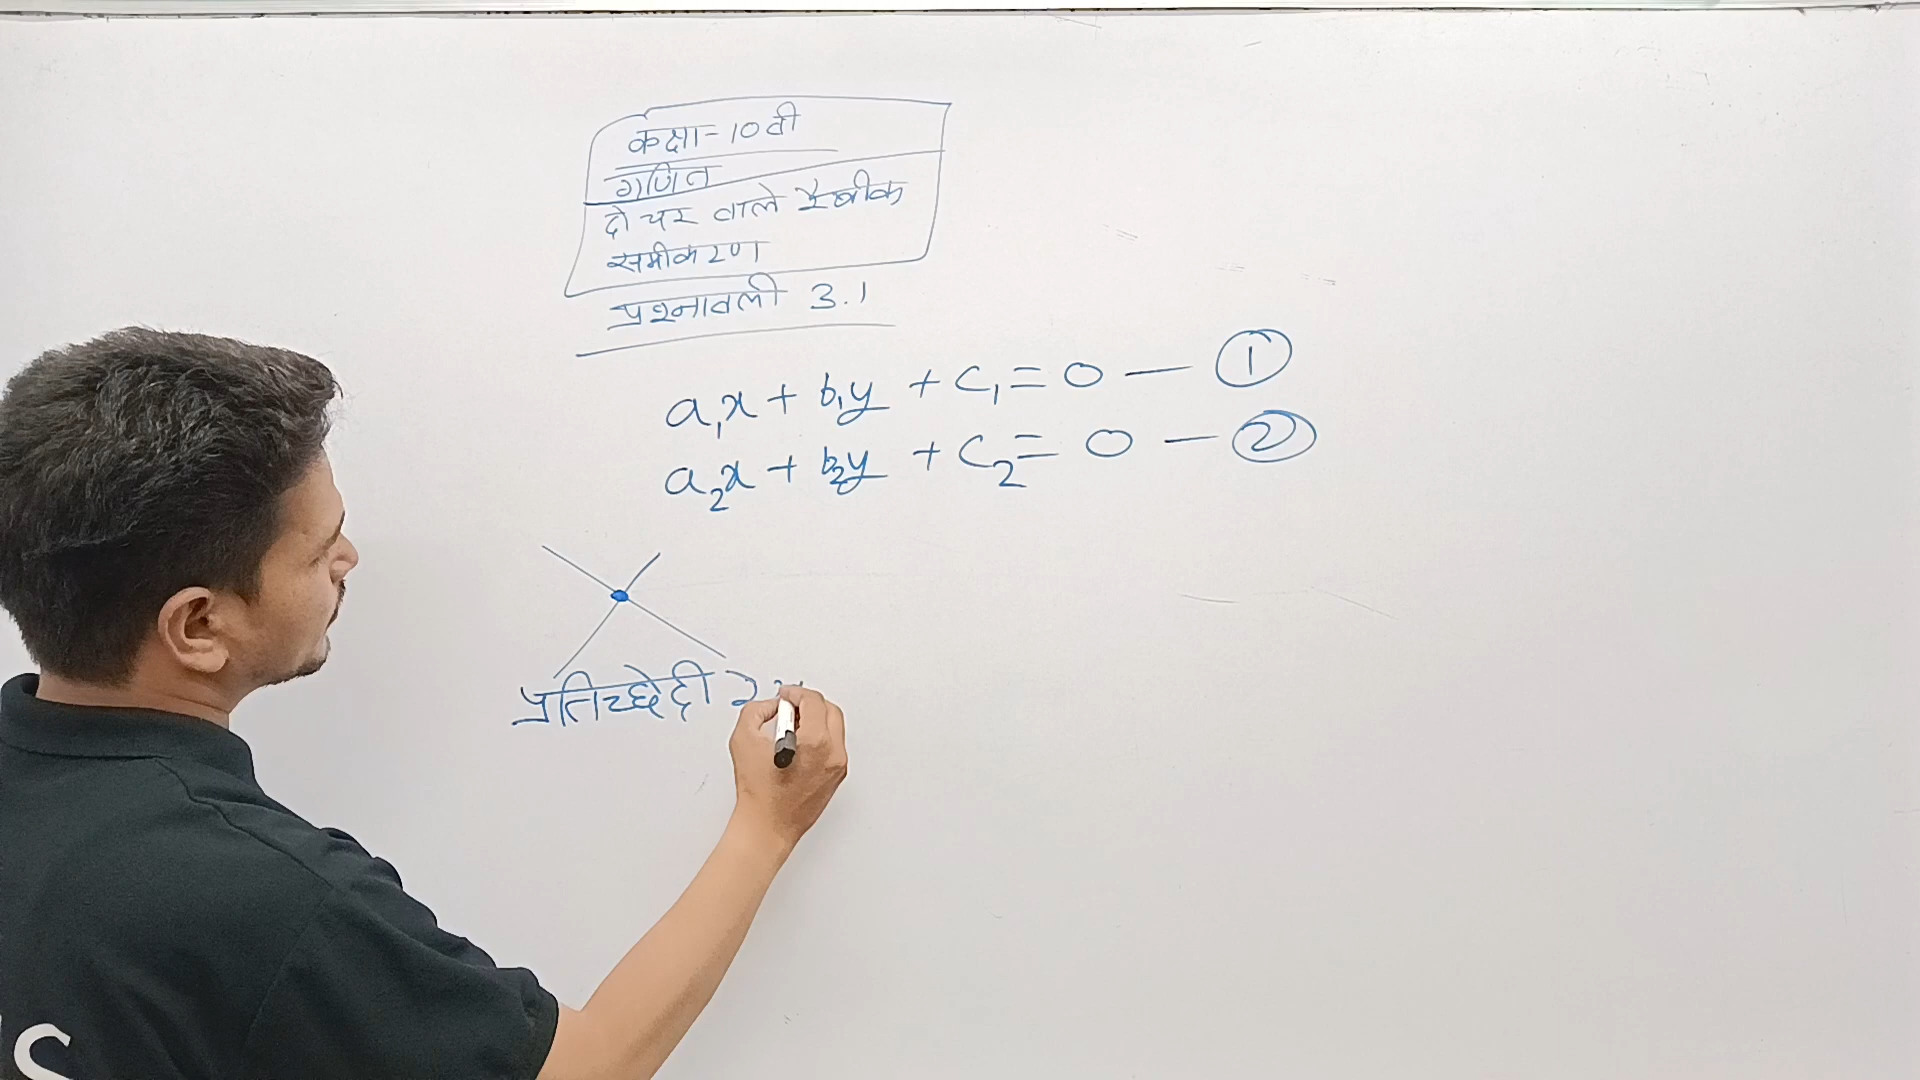 कक्षा-10वी
गणित
दो चर वाले रैखीक
समीकरण
प्रश्नावली 3.1
a₁x + b₁y + c₁ = 0 — ①
a₂x + b₂y + c₂ = 0 — ②
प्रतिच्छेदी
S